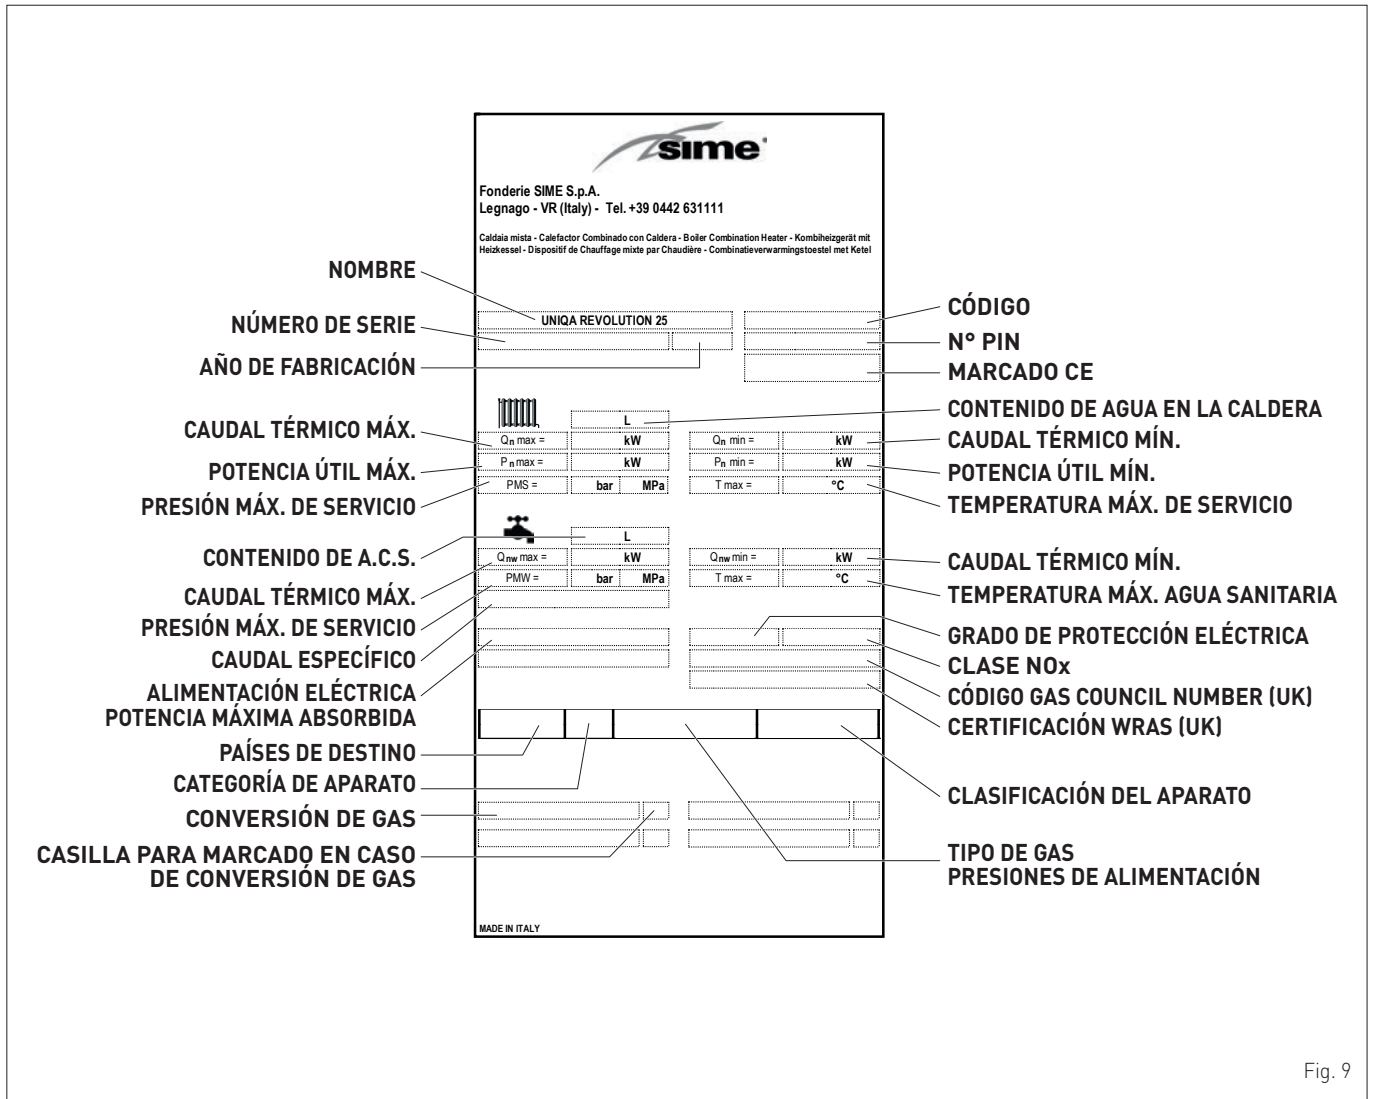 sime
Fonderie SIME S.p.A.
Legnago - VR (Italy) - Tel. +39 0442 631111
Caldaia mista - Calefactor Combinado con Caldera - Boiler Combination Heater - Kombiheizgerät mit
Heizkessel - Dispositif de Chauffage mixte par Chaudière - Combinatieverwarmingstoestel met Ketel
NOMBRE
NÚMERO DE SERIE
AÑO DE FABRICACIÓN
UNIQA REVOLUTION 25
CÓDIGO
N° PIN
MARCADO CE
CAUDAL TÉRMICO MÁX.
POTENCIA ÚTIL MÁX.
PRESIÓN MÁX. DE SERVICIO
L
Qn max = kW Qn min = kW
Pn max = kW Pn min = kW
PMS = bar MPa T max = °C
CONTENIDO DE AGUA EN LA CALDERA
CAUDAL TÉRMICO MÍN.
POTENCIA ÚTIL MÍN.
TEMPERATURA MÁX. DE SERVICIO
CONTENIDO DE A.C.S.
CAUDAL TÉRMICO MÁX.
PRESIÓN MÁX. DE SERVICIO
CAUDAL ESPECÍFICO
ALIMENTACIÓN ELÉCTRICA
POTENCIA MÁXIMA ABSORBIDA
PAÍSES DE DESTINO
CATEGORÍA DE APARATO
CONVERSIÓN DE GAS
CASILLA PARA MARCADO EN CASO
DE CONVERSIÓN DE GAS
L
Qnw max = kW Qnw min = kW
PMW = bar MPa T max = °C
CAUDAL TÉRMICO MÍN.
TEMPERATURA MÁX. AGUA SANITARIA
GRADO DE PROTECCIÓN ELÉCTRICA
CLASE NOx
CÓDIGO GAS COUNCIL NUMBER (UK)
CERTIFICACIÓN WRAS (UK)
CLASIFICACIÓN DEL APARATO
TIPO DE GAS
PRESIONES DE ALIMENTACIÓN
MADE IN ITALY
Fig. 9